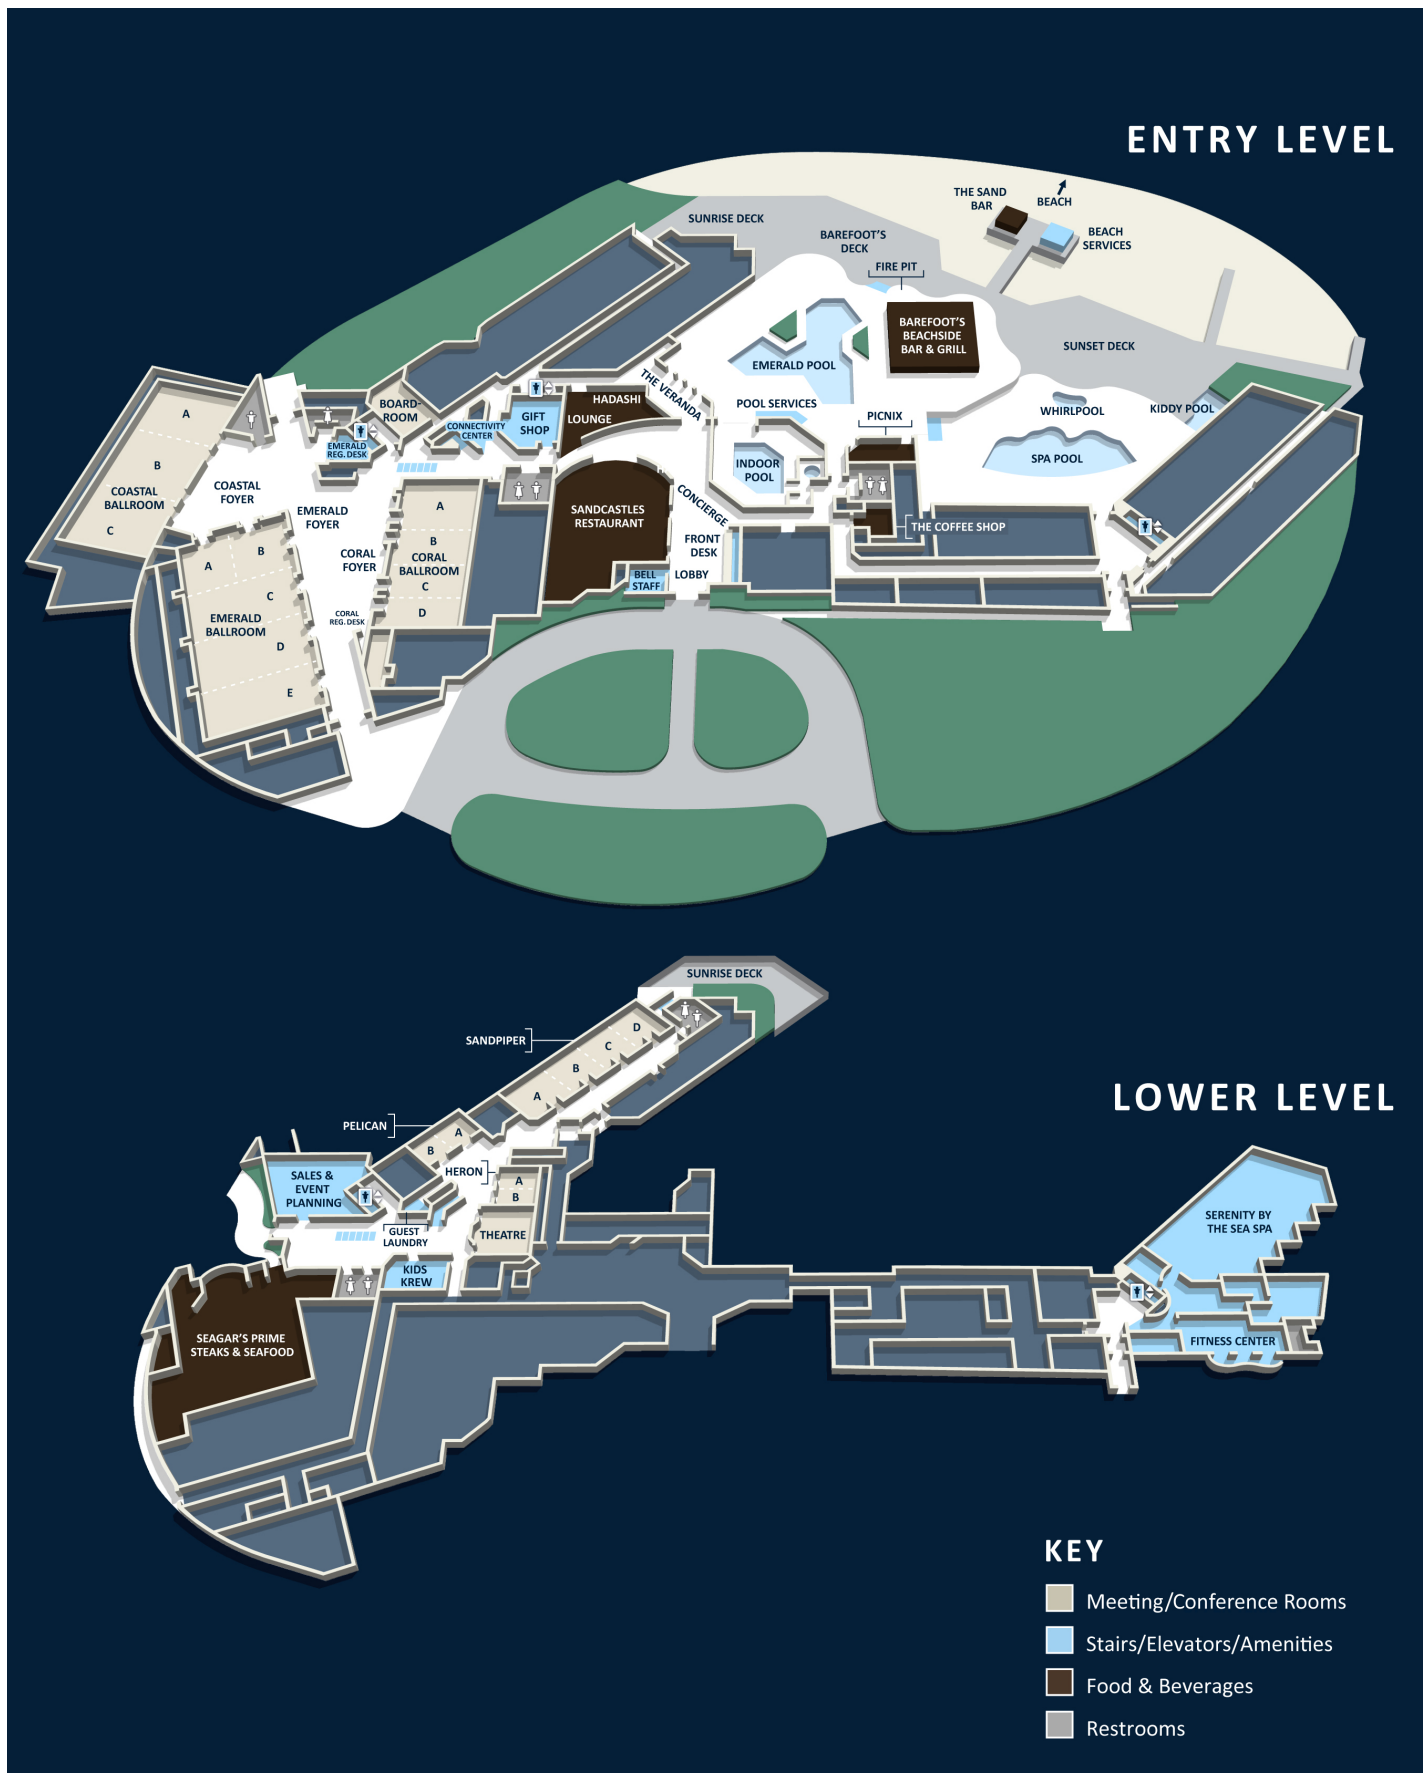 ENTRY LEVEL
THE SAND
BAR
BEACH
BEACH
SERVICES
SUNRISE DECK
BAREFOOT'S
DECK
FIRE PIT
BAREFOOT'S
BEACHSIDE
BAR & GRILL
SUNSET DECK
EMERALD POOL
THE VERANDA
POOL SERVICES
PICNIX
WHIRLPOOL
KIDDY POOL
SPA POOL
HADASHI
LOUNGE
GIFT
SHOP
BOARD-
ROOM
CONNECTIVITY
CENTER
EMERALD
REG. DESK
A
B
COASTAL
BALLROOM
C
COASTAL
FOYER
EMERALD
FOYER
CORAL
FOYER
A
B
CORAL
BALLROOM
C
D
CORAL
REG. DESK
INDOOR
POOL
SANDCASTLES
RESTAURANT
CONCIERGE
FRONT
DESK
THE COFFEE SHOP
BELL
STAFF
LOBBY
A
B
C
EMERALD
BALLROOM
D
E
LOWER LEVEL
SUNRISE DECK
SANDPIPER
D
C
B
A
PELICAN
A
B
HERON
A
B
SALES &
EVENT
PLANNING
GUEST
LAUNDRY
THEATRE
KIDS
KREW
SEAGAR'S PRIME
STEAKS & SEAFOOD
SERENITY BY
THE SEA SPA
FITNESS CENTER
KEY
Meeting/Conference Rooms
Stairs/Elevators/Amenities
Food & Beverages
Restrooms